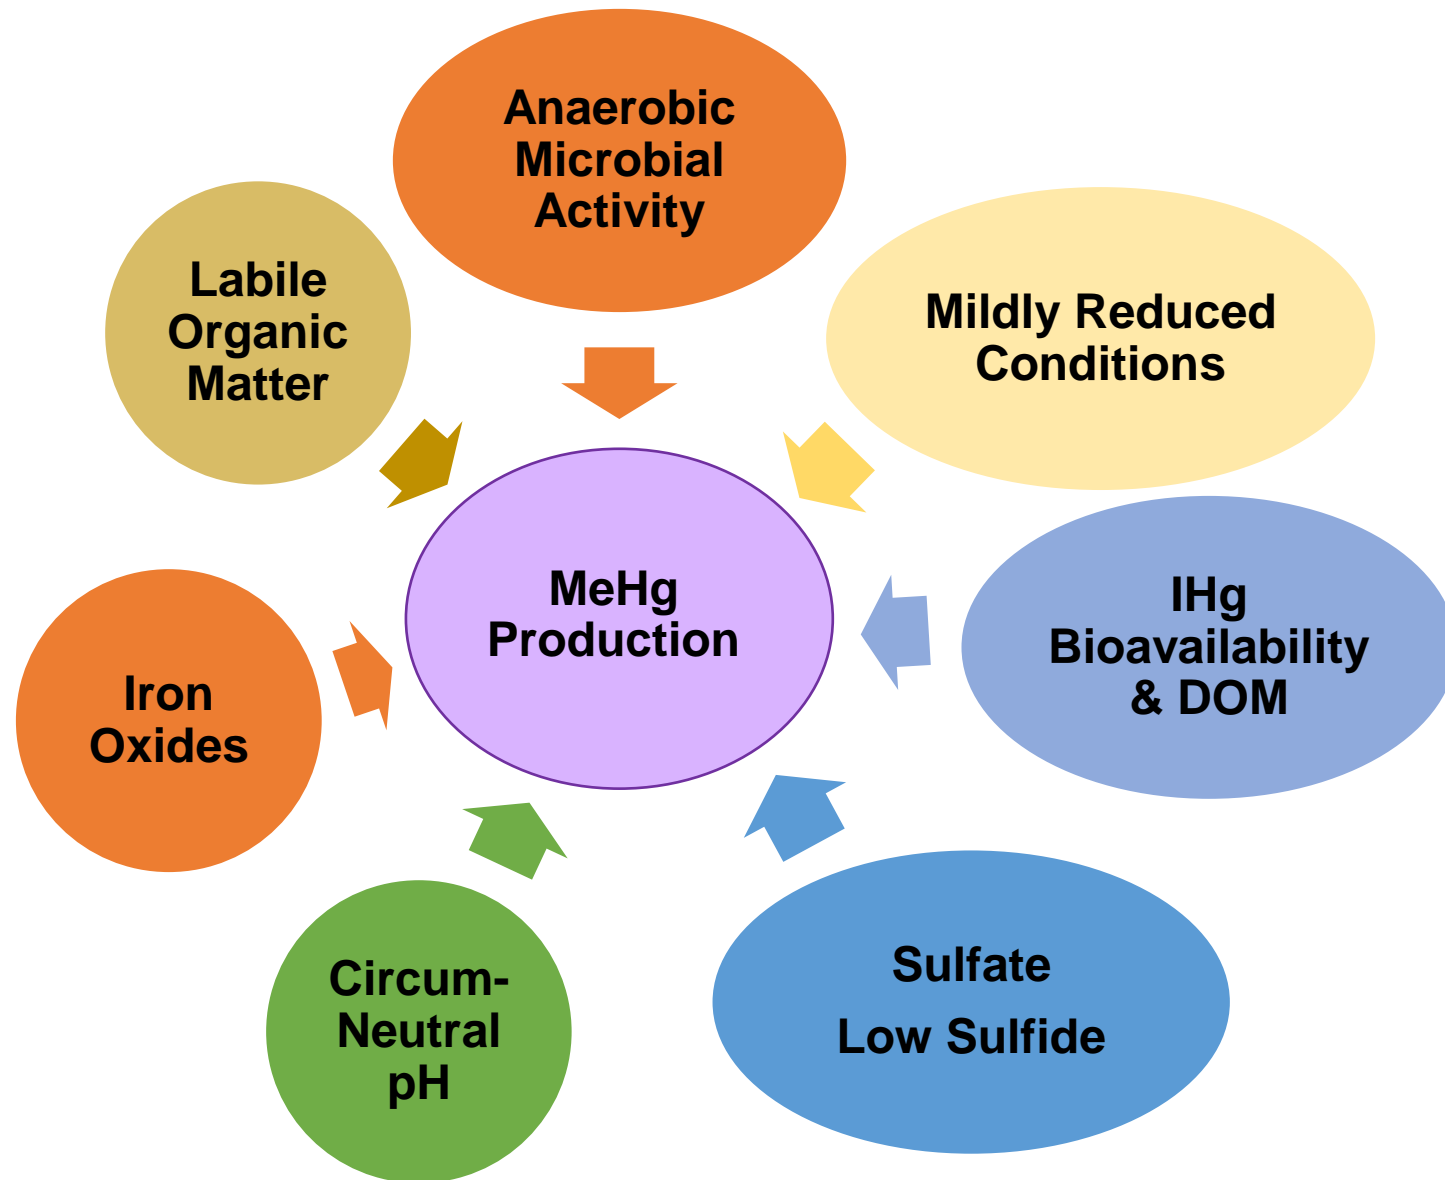 Anaerobic
Microbial
Activity
Mildly Reduced
Conditions
IHg
Bioavailability
& DOM
Sulfate
Low Sulfide
Circum-
Neutral
pH
Iron
Oxides
Labile
Organic
Matter
MeHg
Production